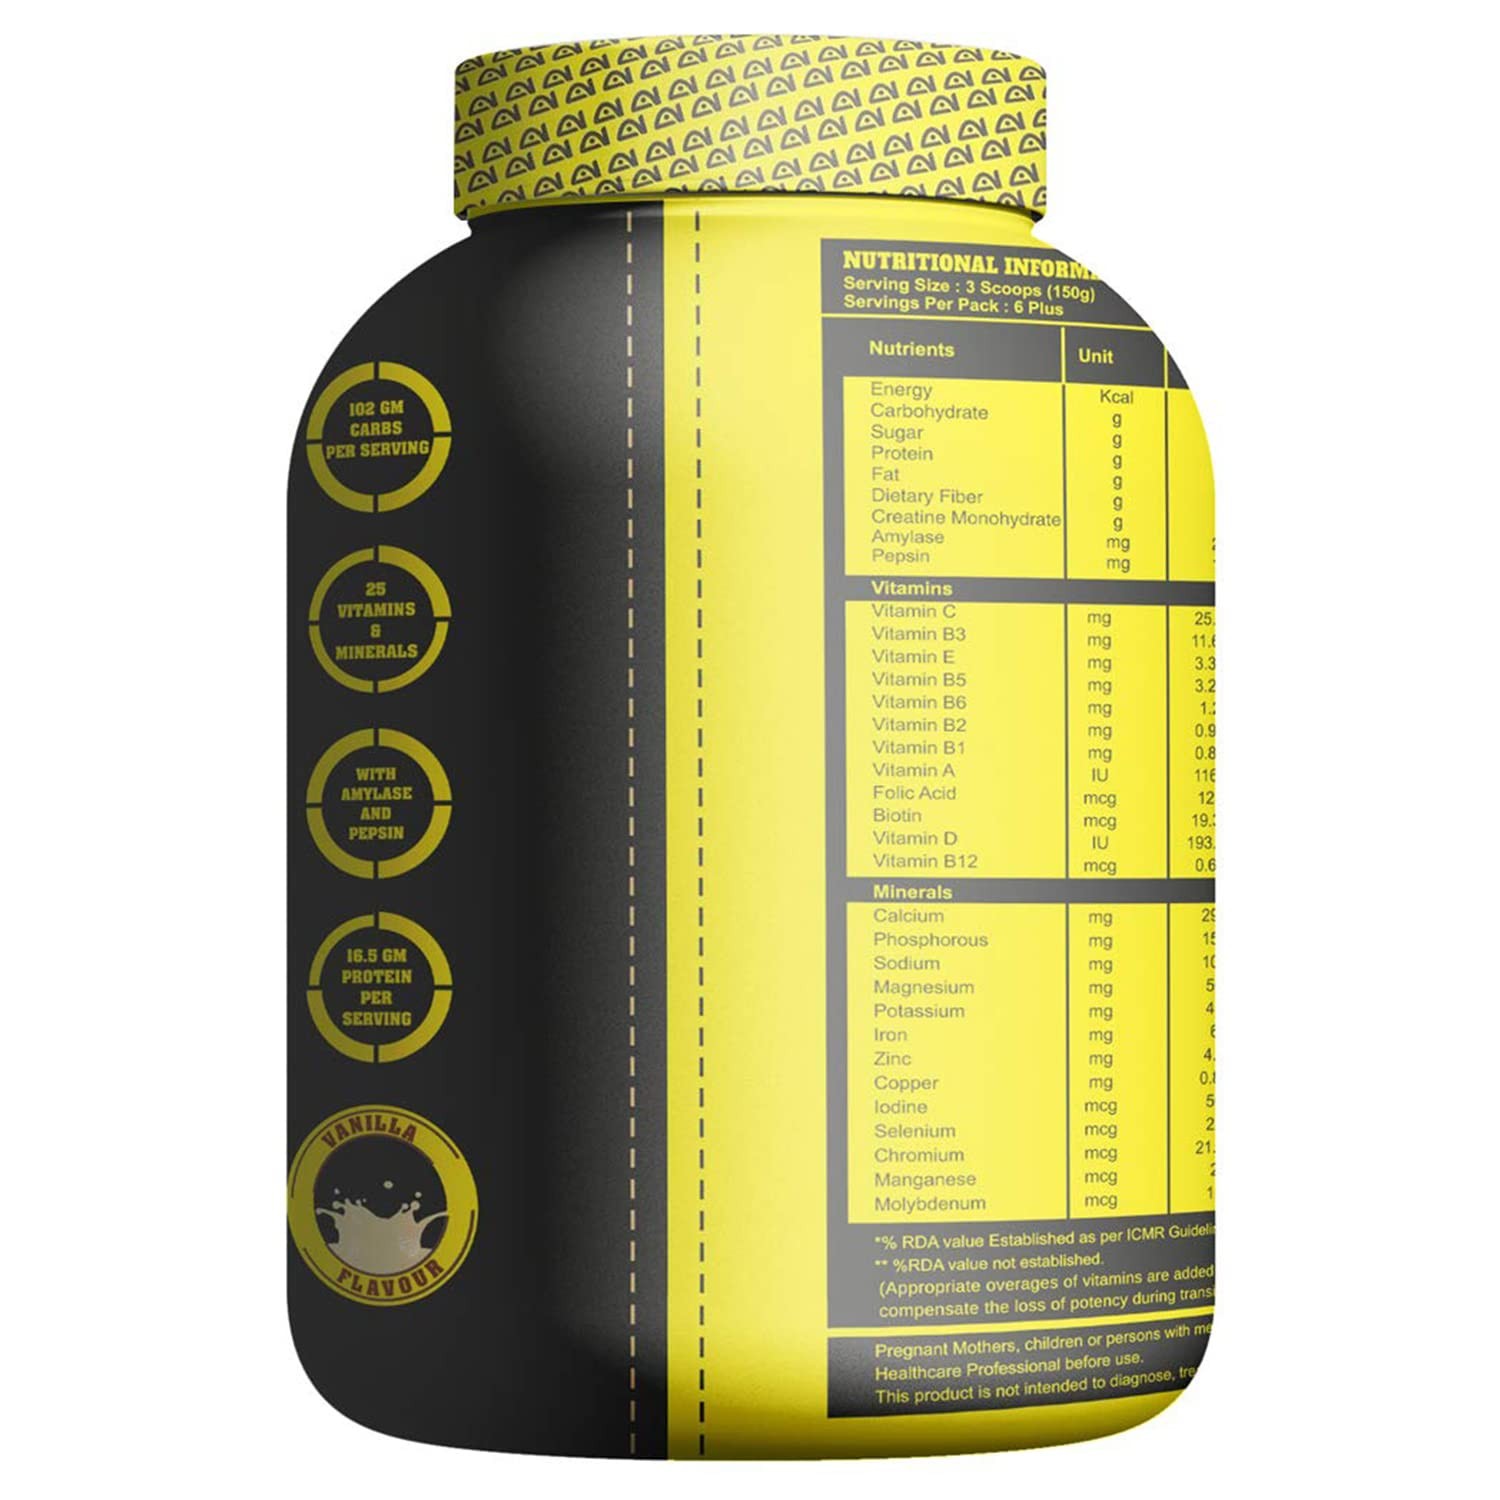 102 GM
CARBS
PER SERVING
25
VITAMINS
&
MINERALS
WITH
AMYLASE
AND
PEPSIN
16.5 GM
PROTEIN
PER
SERVING
VANILLA
FLAVOUR
NUTRITIONAL
Serving Size : 3 Scoops (150g)
Servings Per Pack : 6 Plus
Nutrients Unit
Energy Kcal
Carbohydrate g
Sugar g
Protein g
Fat g
Dietary Fiber g
Creatine Monohydrate g
Amylase mg
Pepsin mg
Vitamins
Vitamin C mg
Vitamin B3 mg
Vitamin E mg
Vitamin B5 mg
Vitamin B6 mg
Vitamin B2 mg
Vitamin B1 mg
Vitamin A IU
Folic Acid mcg
Biotin mcg
Vitamin D IU
Vitamin B12 mcg
Minerals
Calcium mg
Phosphorous mg
Sodium mg
Magnesium mg
Potassium mg
Iron mg
Zinc mg
Copper mg
Iodine mcg
Selenium mcg
Chromium mcg
Manganese mcg
Molybdenum mcg
*% RDA value Established as per ICMR
** %RDA value not established.
(Appropriate overages of vitamins are added
compensate the loss of potency during
Pregnant Mothers, children or persons with
Healthcare Professional before use.
This product is not intended to diagnose,